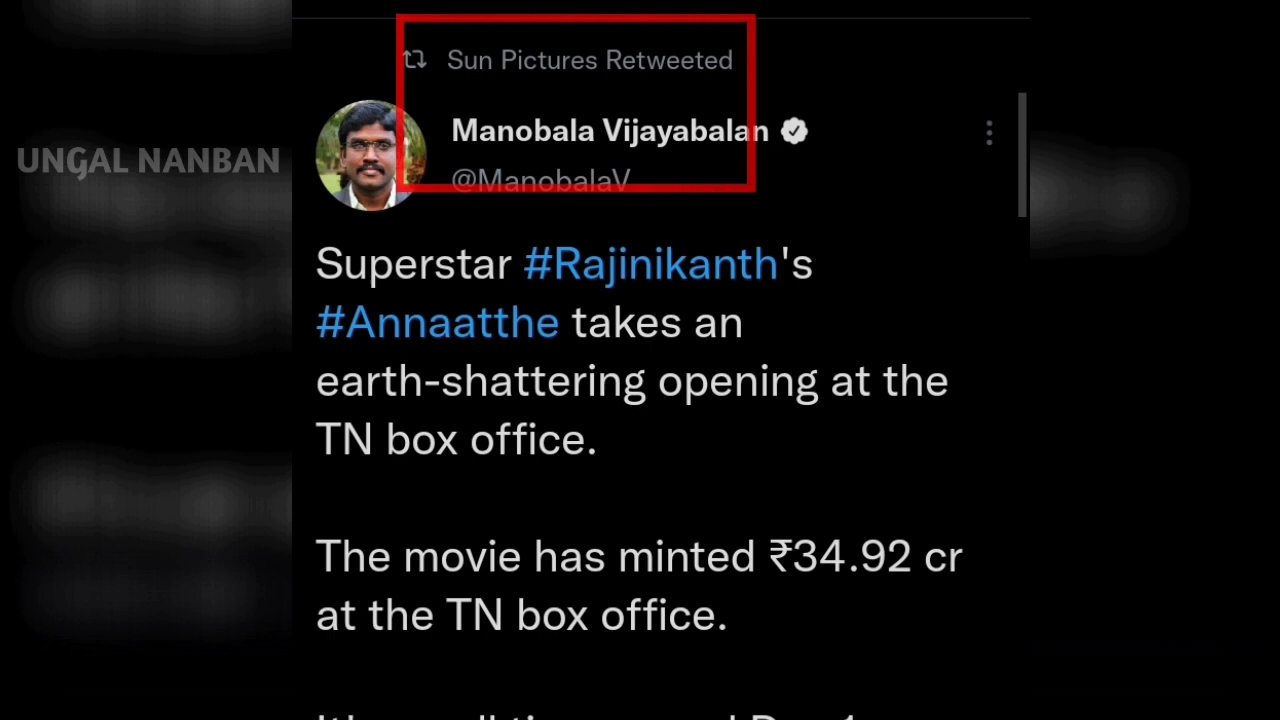 Sun Pictures Retweeted
UNGAL NANBAN
Manobala Vijayabalan
@ManobalaV
Superstar #Rajinikanth's
#Annaatthe takes an
earth-shattering opening at the
TN box office.
The movie has minted ₹34.92 cr
at the TN box office.